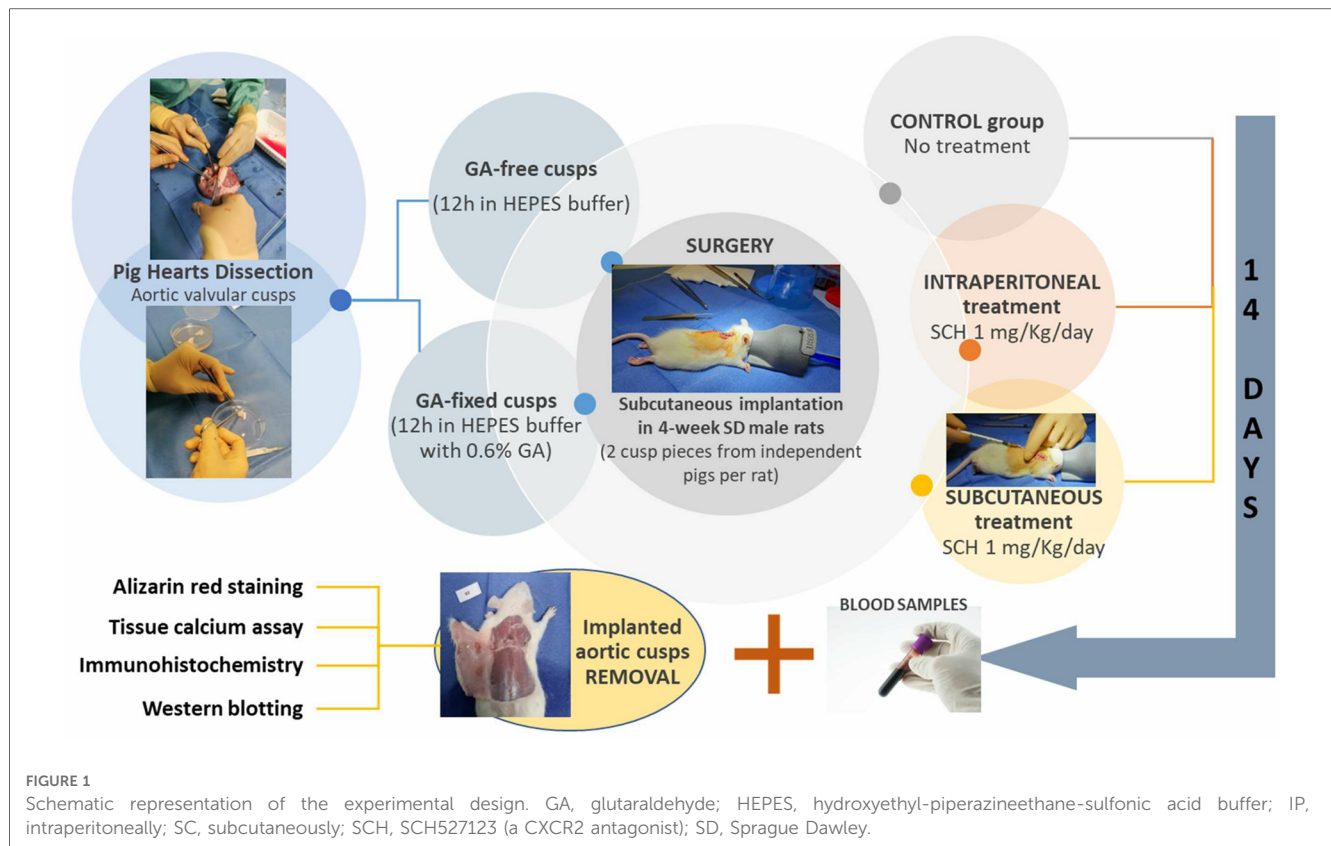 Pig Hearts Dissection
Aortic valvular cusps
GA-free cusps
(12h in HEPES buffer)
GA-fixed cusps
(12h in HEPES buffer
with 0.6% GA)
SURGERY
Subcutaneous implantation
in 4-week SD male rats
(2 cusp pieces from independent
pigs per rat)
CONTROL group
No treatment
INTRAPERITONEAL
treatment
SCH 1 mg/Kg/day
SUBCUTANEOUS
treatment
SCH 1 mg/Kg/day
1
4
D
A
Y
S
BLOOD SAMPLES
Implanted
aortic cusps
REMOVAL
Alizarin red staining
Tissue calcium assay
Immunohistochemistry
Western blotting
FIGURE 1
Schematic representation of the experimental design. GA, glutaraldehyde; HEPES, hydroxyethyl-piperazineethane-sulfonic acid buffer; IP,
intraperitoneally; SC, subcutaneously; SCH, SCH527123 (a CXCR2 antagonist); SD, Sprague Dawley.